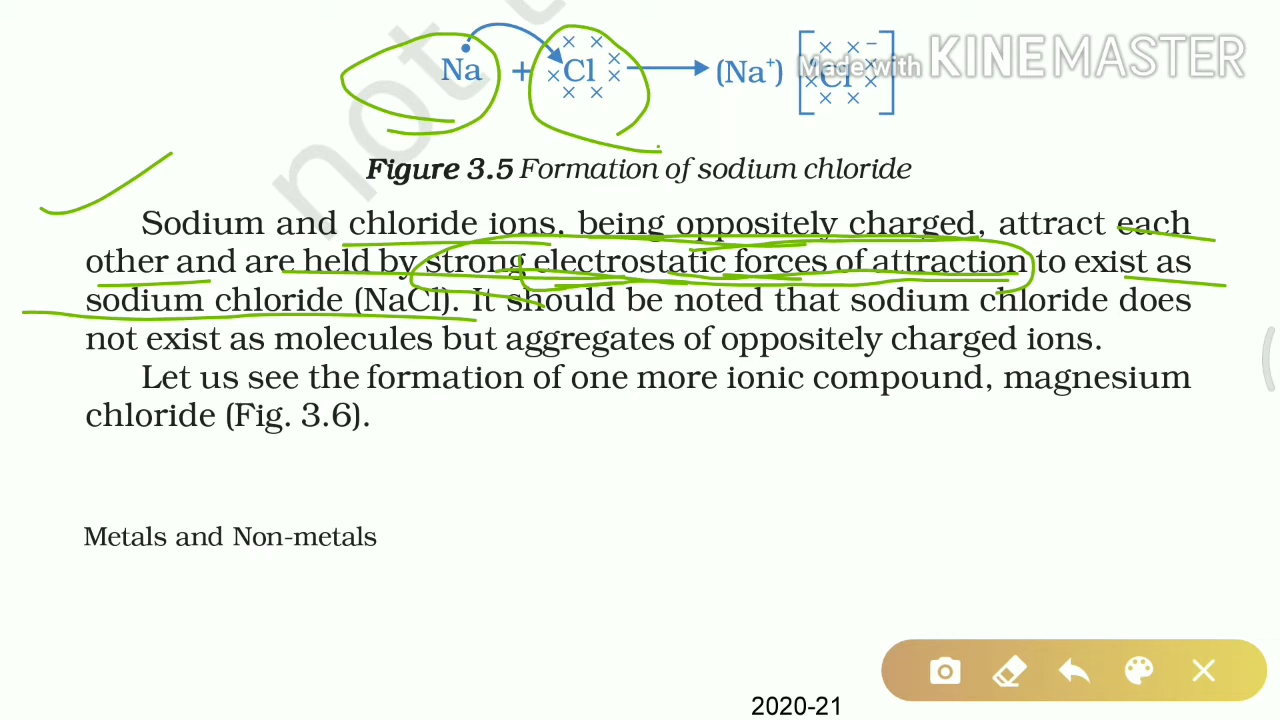 Na + Cl (Na⁺) [Cl]⁻
Made with KINEMASTER
not
Figure 3.5 Formation of sodium chloride
Sodium and chloride ions, being oppositely charged, attract each
other and are held by strong electrostatic forces of attraction to exist as
sodium chloride (NaCl). It should be noted that sodium chloride does
not exist as molecules but aggregates of oppositely charged ions.
Let us see the formation of one more ionic compound, magnesium
chloride (Fig. 3.6).
Metals and Non-metals
2020-21